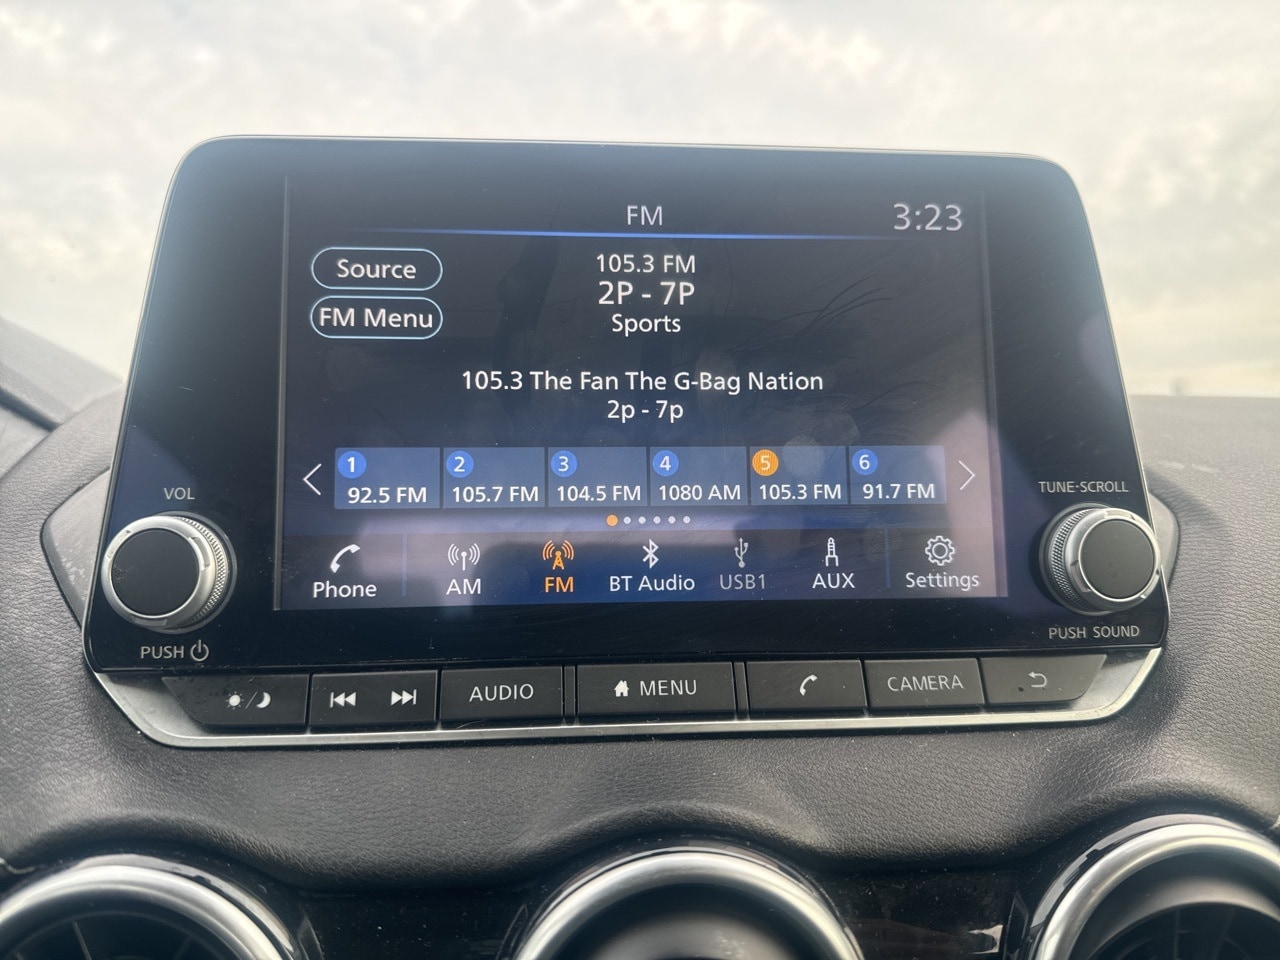 FM
3:23
Source
FM Menu
105.3 FM
2P - 7P
Sports
105.3 The Fan The G-Bag Nation
2p - 7p
1 92.5 FM
2 105.7 FM
3 104.5 FM
4 1080 AM
5 105.3 FM
6 91.7 FM
Phone
AM
FM
BT Audio
USB1
AUX
Settings
VOL
PUSH
TUNE·SCROLL
PUSH SOUND
AUDIO
MENU
CAMERA